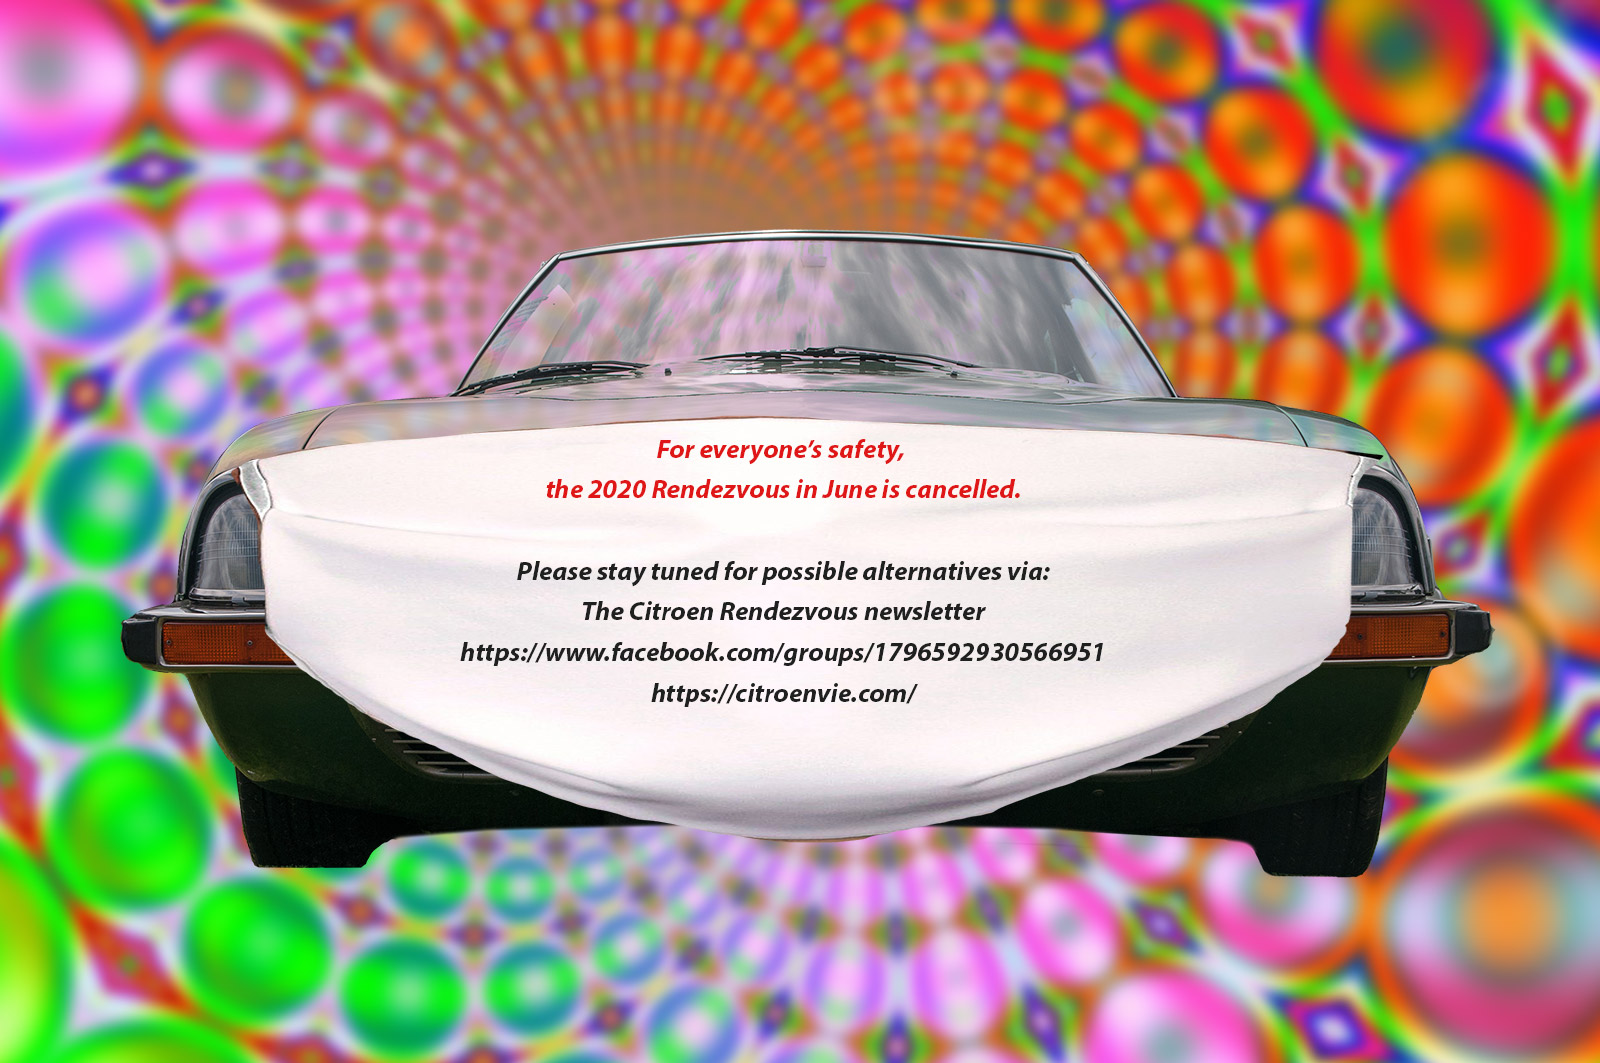 For everyone’s safety,
the 2020 Rendezvous in June is cancelled.
Please stay tuned for possible alternatives via:
The Citroen Rendezvous newsletter
https://www.facebook.com/groups/1796592930566951
https://citroenvie.com/